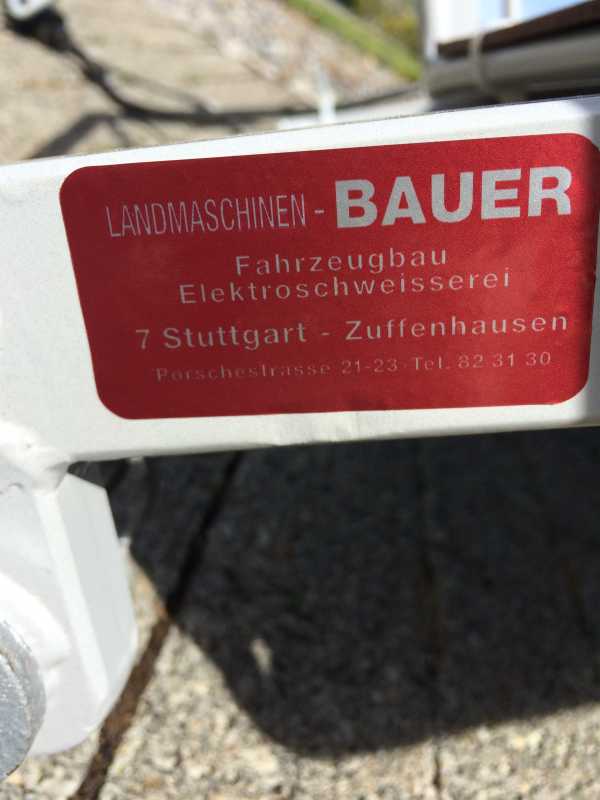 LANDMASCHINEN - BAUER
Fahrzeugbau
Elektroschweisserei
7 Stuttgart - Zuffenhausen
Porschestrasse 21-23 · Tel. 82 31 30